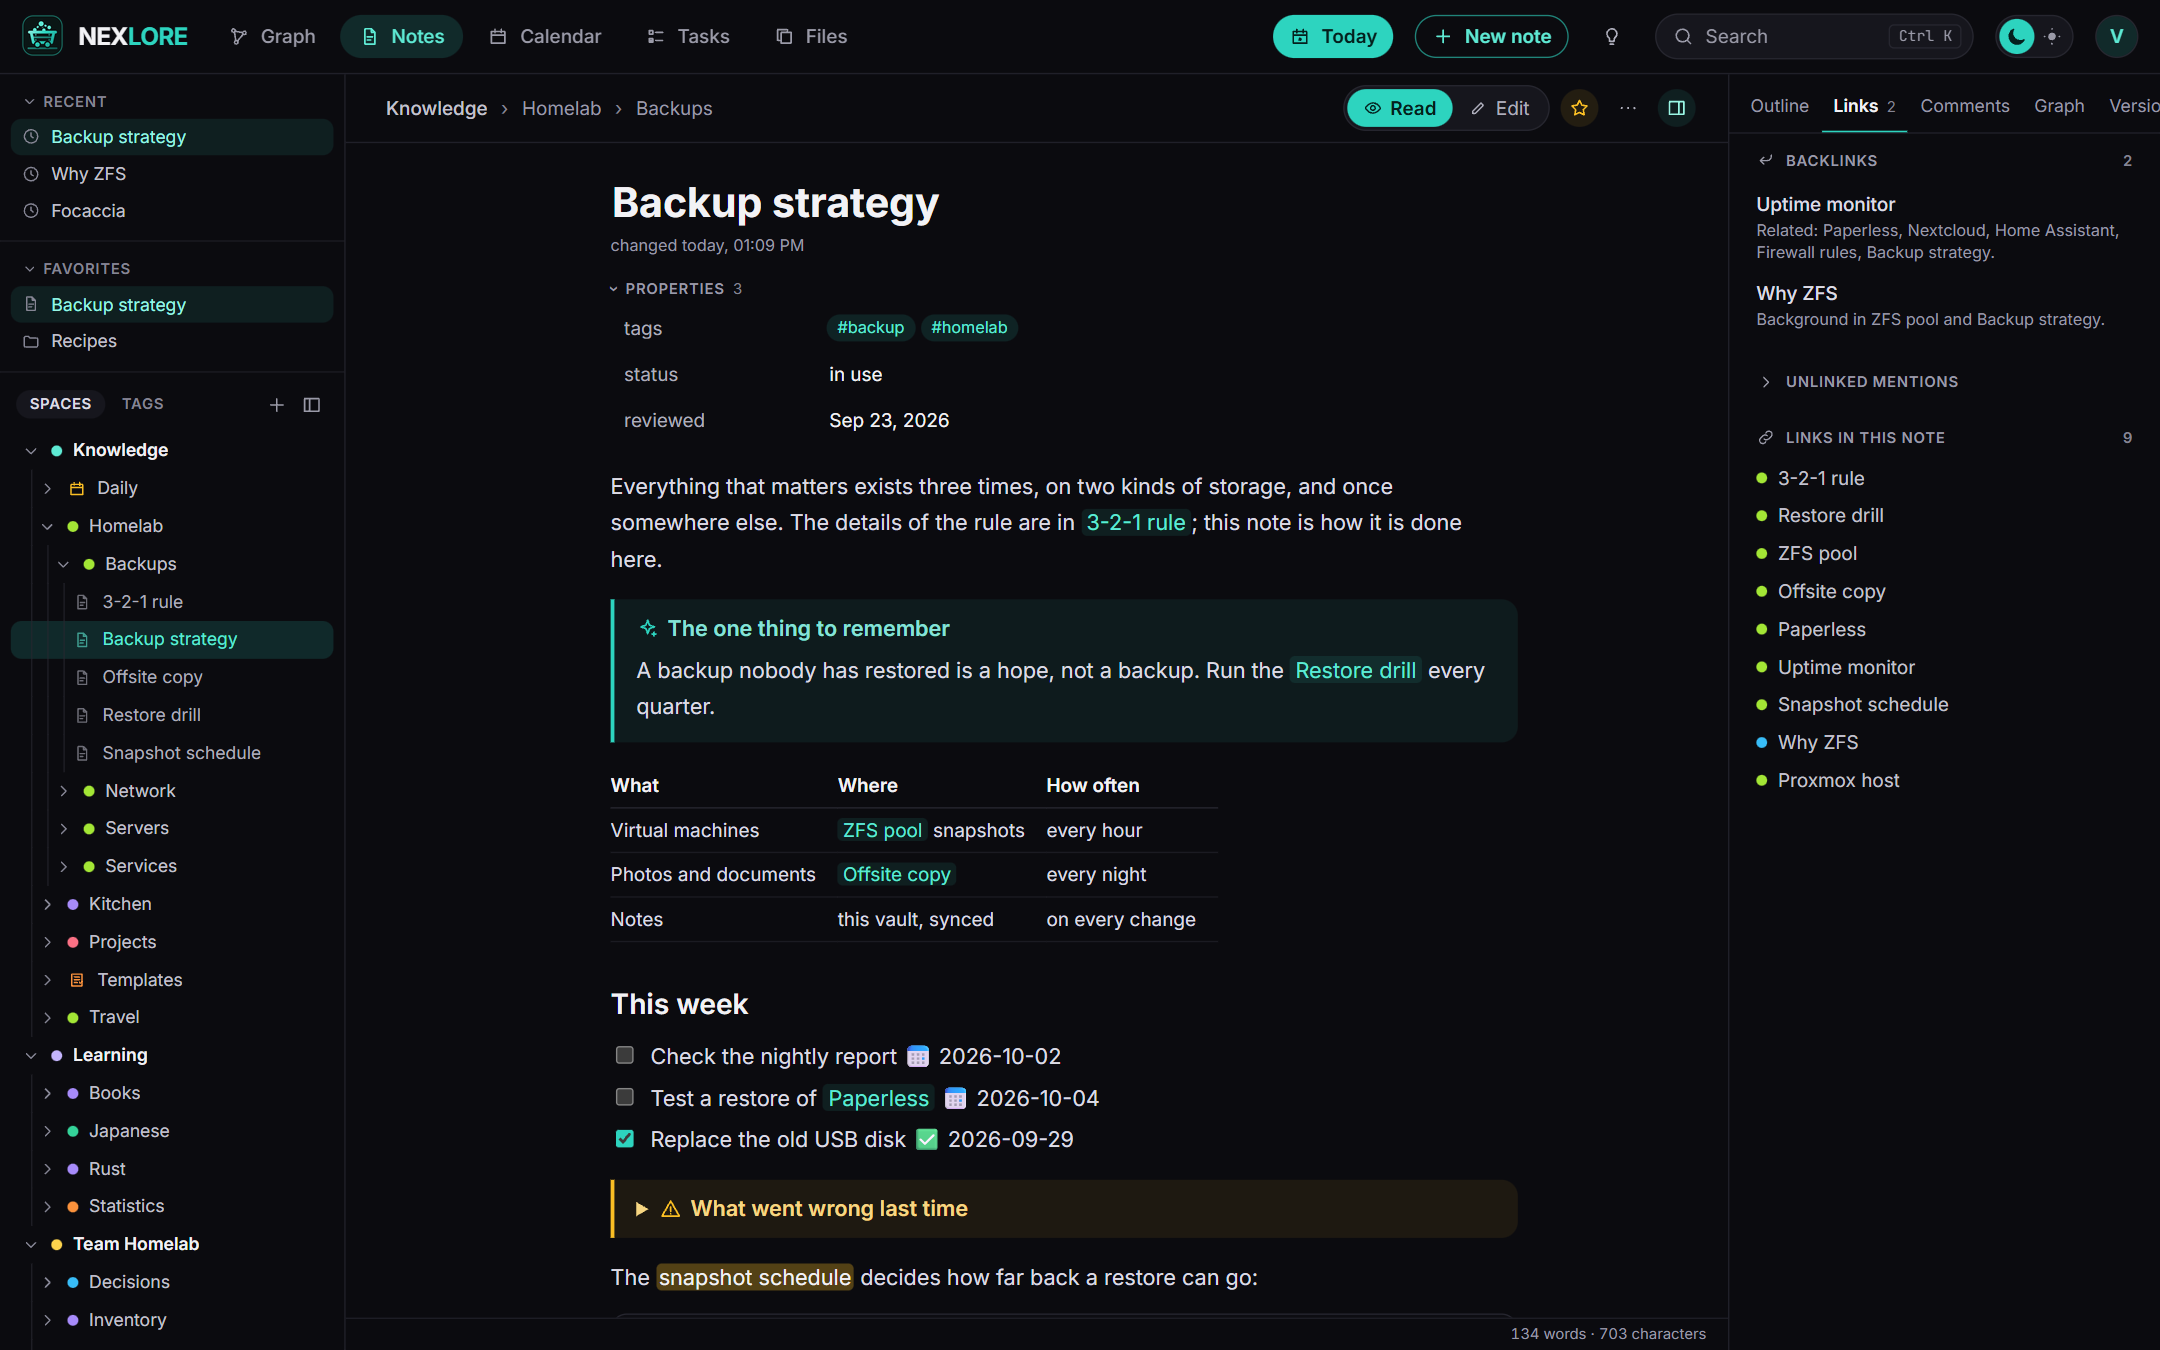 NEXLORE
Graph
Notes
Calendar
Tasks
Files
Today
New note
Search
Ctrl K
V
RECENT
Backup strategy
Why ZFS
Focaccia
FAVORITES
Backup strategy
Recipes
SPACES
TAGS
Knowledge
Daily
Homelab
Backups
3-2-1 rule
Backup strategy
Offsite copy
Restore drill
Snapshot schedule
Network
Servers
Services
Kitchen
Projects
Templates
Travel
Learning
Books
Japanese
Rust
Statistics
Team Homelab
Decisions
Inventory
Knowledge › Homelab › Backups
Read
Edit
Backup strategy
changed today, 01:09 PM
PROPERTIES 3
tags #backup #homelab
status in use
reviewed Sep 23, 2026
Everything that matters exists three times, on two kinds of storage, and once
somewhere else. The details of the rule are in 3-2-1 rule; this note is how it is done
here.
The one thing to remember
A backup nobody has restored is a hope, not a backup. Run the Restore drill every
quarter.
What Where How often
Virtual machines ZFS pool snapshots every hour
Photos and documents Offsite copy every night
Notes this vault, synced on every change
This week
Check the nightly report 2026-10-02
Test a restore of Paperless 2026-10-04
Replace the old USB disk 2026-09-29
What went wrong last time
The snapshot schedule decides how far back a restore can go:
134 words · 703 characters
Outline
Links 2
Comments
Graph
Versio
BACKLINKS 2
Uptime monitor
Related: Paperless, Nextcloud, Home Assistant,
Firewall rules, Backup strategy.
Why ZFS
Background in ZFS pool and Backup strategy.
UNLINKED MENTIONS
LINKS IN THIS NOTE 9
3-2-1 rule
Restore drill
ZFS pool
Offsite copy
Paperless
Uptime monitor
Snapshot schedule
Why ZFS
Proxmox host